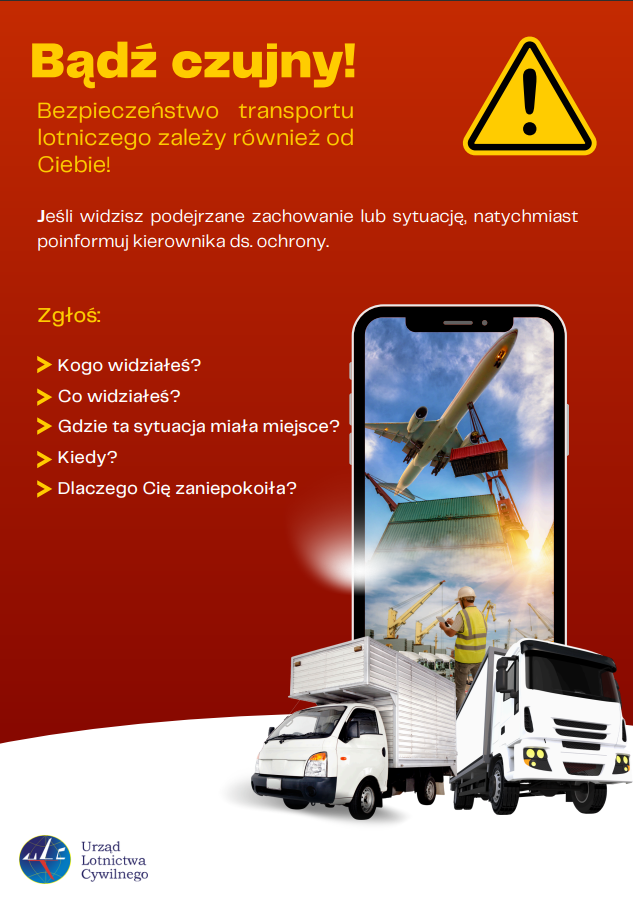 Bądź czujny!
Bezpieczeństwo transportu
lotniczego zależy również od
Ciebie!
Jeśli widzisz podejrzane zachowanie lub sytuację, natychmiast
poinformuj kierownika ds. ochrony.
Zgłoś:
Kogo widziałeś?
Co widziałeś?
Gdzie ta sytuacja miała miejsce?
Kiedy?
Dlaczego Cię zaniepokoiła?
ULC
Urząd
Lotnictwa
Cywilnego